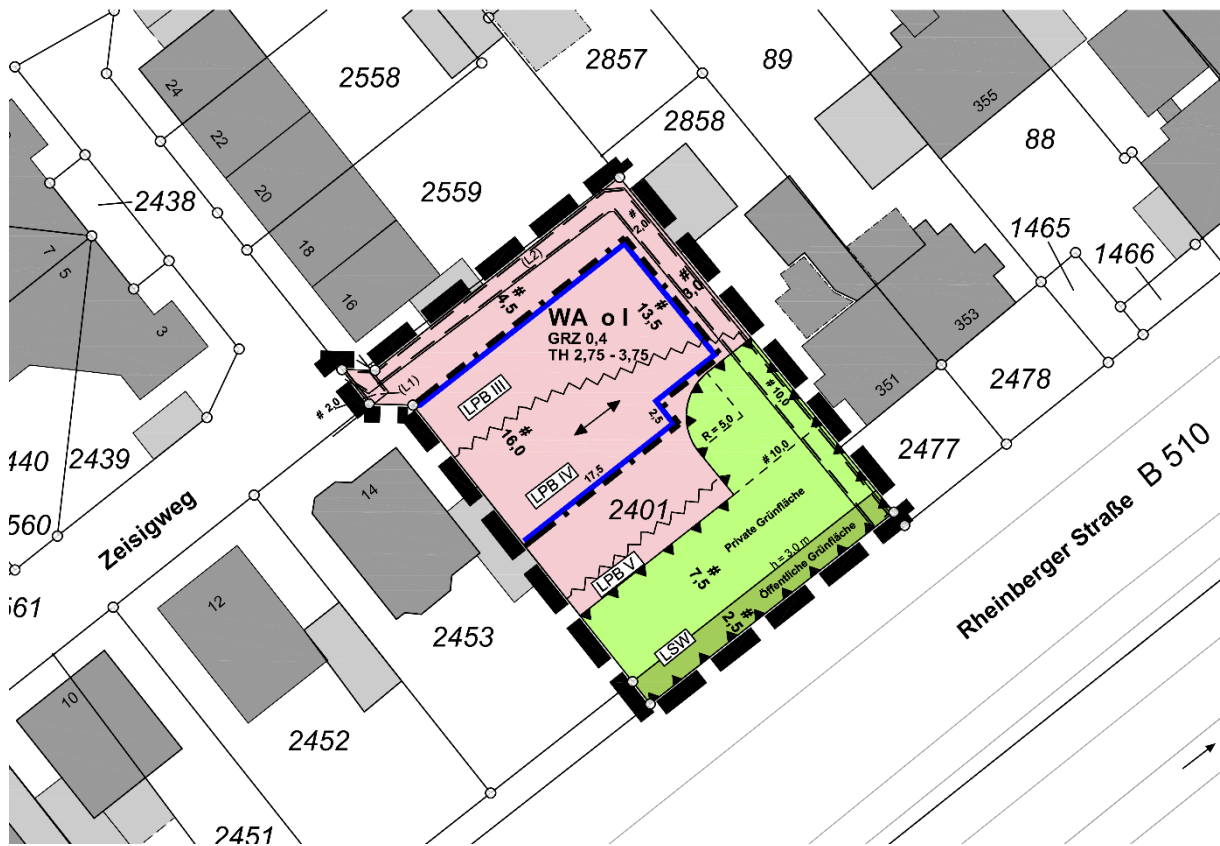 2558
2857
89
24
22
20
18
16
355
2858
88
2438
2559
1465
1466
7
5
3
(L2)
# 2,0
# 4,5
# 3,0
# 13,5
WA o I
GRZ 0,4
TH 2,75 - 3,75
353
351
2478
(L1)
# 2,0
LPB III
# 10,0
# 16,0
2,5
R = 5,0
# 10,0
2477
B 510
440
2439
14
LPB IV
17,5
2401
Zeisigweg
560
Private Grünfläche
h = 3,0 m
Öffentliche Grünfläche
Rheinberger Straße
LPB V
# 7,5
# 2,5
561
12
2453
LSW
10
2452
2451